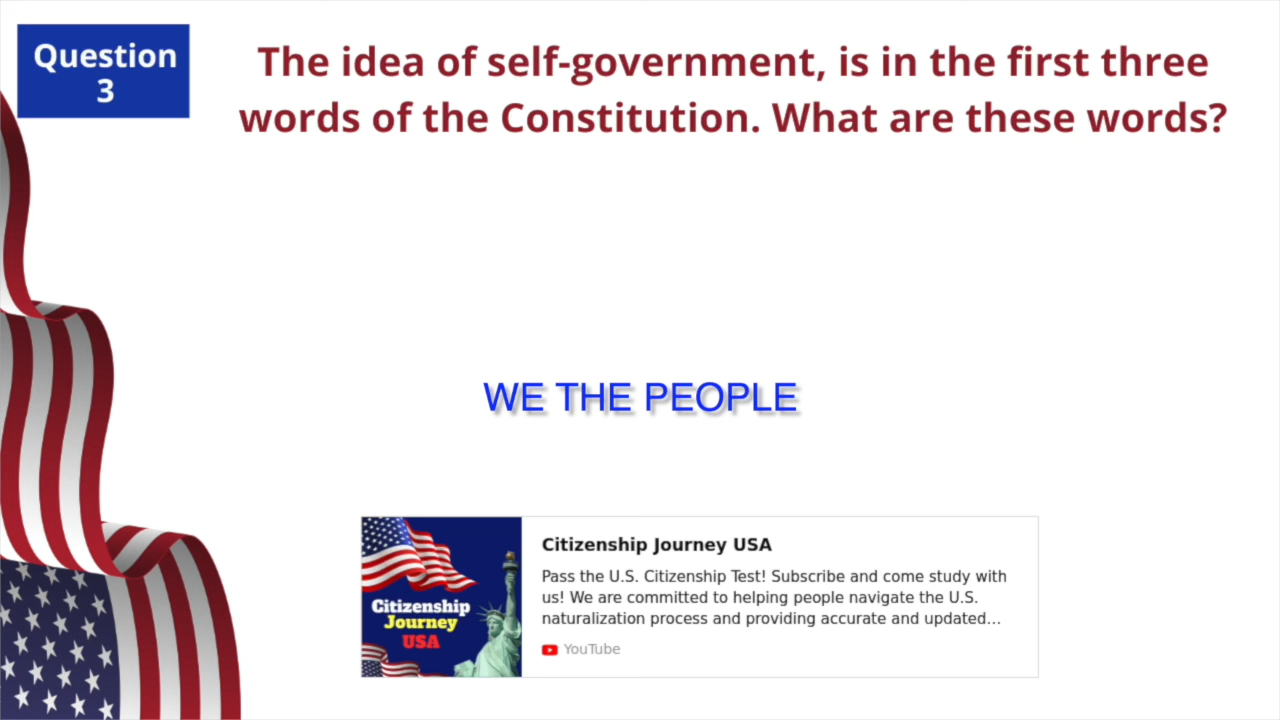 Question
3
The idea of self-government, is in the first three
words of the Constitution. What are these words?
WE THE PEOPLE
Citizenship
Journey
USA
Citizenship Journey USA
Pass the U.S. Citizenship Test! Subscribe and come study with
us! We are committed to helping people navigate the U.S.
naturalization process and providing accurate and updated...
YouTube